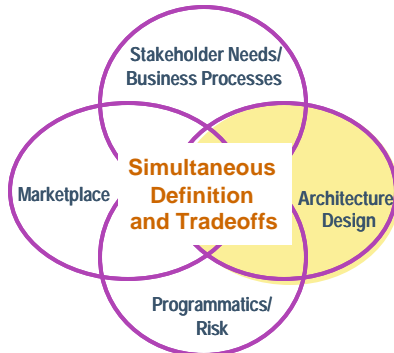 Stakeholder Needs/
Business Processes
Marketplace
Simultaneous
Definition
and Tradeoffs
Architecture
Design
Programmatics/
Risk